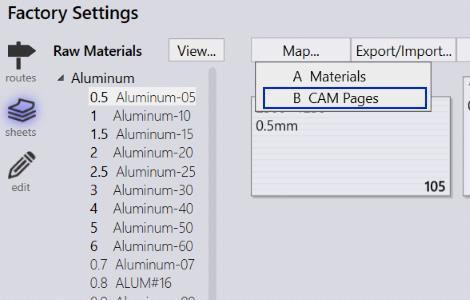 Factory Settings
routes
sheets
edit
Raw Materials
View...
Aluminum
0.5 Aluminum-05
1 Aluminum-10
1.5 Aluminum-15
2 Aluminum-20
2.5 Aluminum-25
3 Aluminum-30
4 Aluminum-40
5 Aluminum-50
6 Aluminum-60
0.7 Aluminum-07
0.8 ALUM#16
Map...
Export/Import...
A Materials
B CAM Pages
0.5mm
105